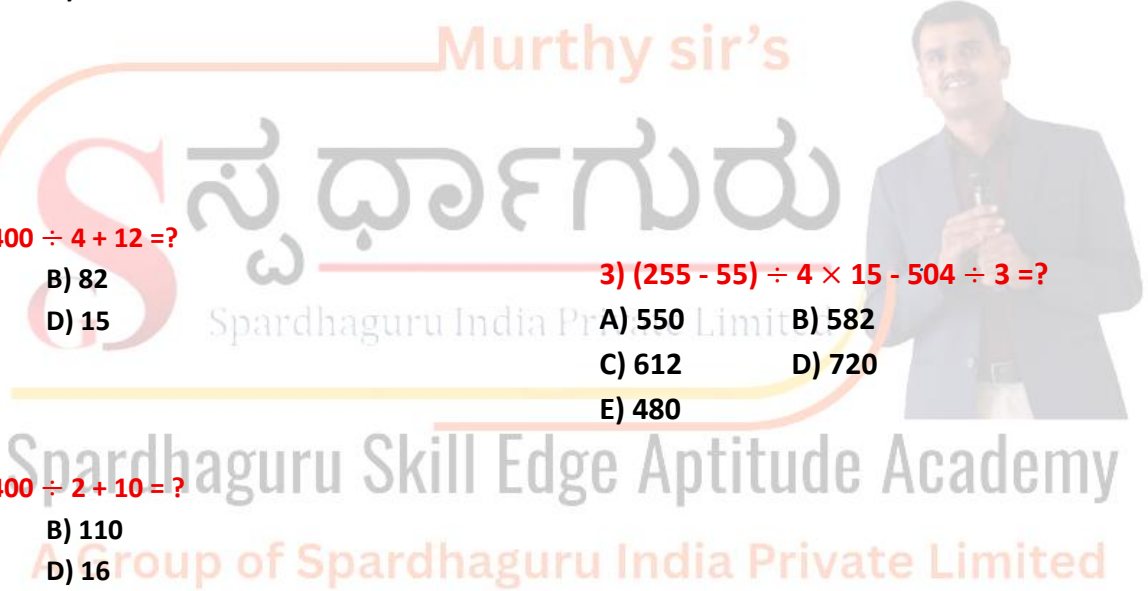 Murthy sir's
ಸ್ಪರ್ಧಾಗುರು
Spardhaguru India Private Limited
400 ÷ 4 + 12 =?
B) 82
D) 15
400 ÷ 2 + 10 = ?
B) 110
D) 16
3) (255 - 55) ÷ 4 × 15 - 504 ÷ 3 =?
A) 550 B) 582
C) 612 D) 720
E) 480
Spardhaguru Skill Edge Aptitude Academy
A Group of Spardhaguru India Private Limited